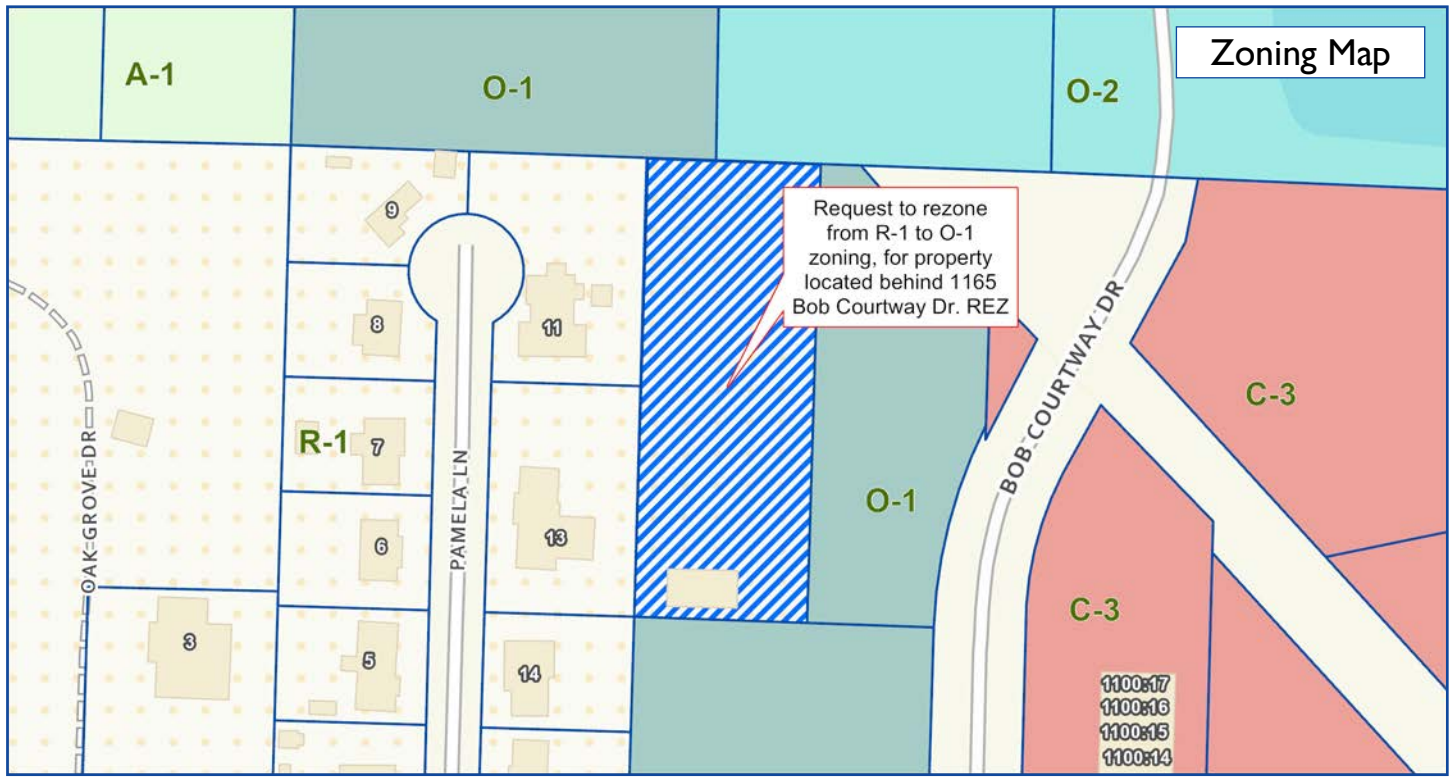 Zoning Map
A-1
O-1
O-2
9
Request to rezone
from R-1 to O-1
zoning, for property
located behind 1165
Bob Courtway Dr. REZ
8
11
C-3
BOB COURTWAY DR
R-1
7
PAMELA LN
OAK GROVE DR
O-1
6
13
C-3
3
5
14
1100:17
1100:16
1100:15
1100:14